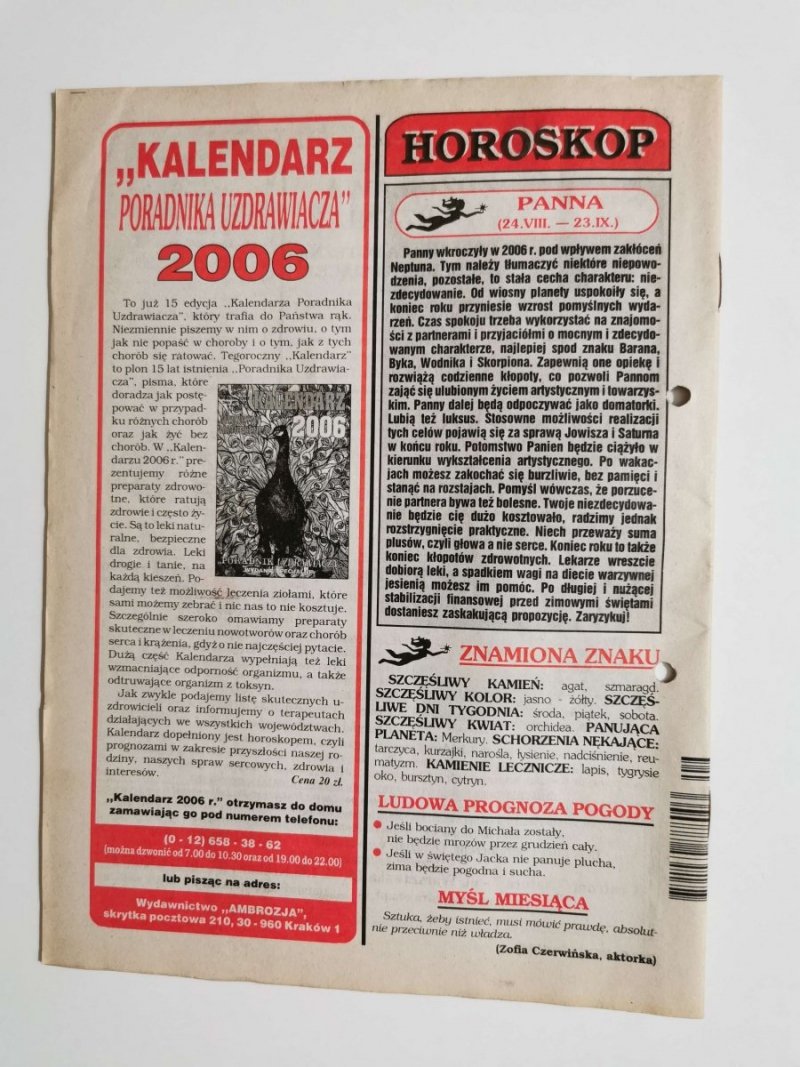 „KALENDARZ
PORADNIKA UZDRAWIACZA”
2006
To już 15 edycja „Kalendarza Poradnika
Uzdrawiacza”, który trafia do Państwa rąk.
Niezmiennie piszemy w nim o zdrowiu, o tym
jak nie popaść w choroby i o tym, jak z tych
chorób się ratować. Tegoroczny „Kalendarz”
to plon 15 lat istnienia „Poradnika Uzdrawia-
cza”, pisma, które
doradza jak postę-
pować w przypad-
ku różnych chorób
oraz jak żyć bez
chorób. W „Kalen-
darzu 2006 r.” pre-
zentujemy różne
preparaty zdrowo-
tne, które ratują
zdrowie i często ży-
cie. Są to leki natu-
ralne, bezpieczne
dla zdrowia. Leki
drogie i tanie, na
każdą kieszeń. Po-
dajemy też możliwość leczenia ziołami, które
sami możemy zebrać i nic nas to nie kosztuje.
Szczególnie szeroko omawiamy preparaty
skuteczne w leczeniu nowotworów oraz chorób
serca i krążenia, gdyż o nie najczęściej pytacie.
Dużą część Kalendarza wypełniają też leki
wzmacniające odporność organizmu, a także
odtruwające organizm z toksyn.
Jak zwykle podajemy listę skutecznych u-
zdrowicieli oraz informujemy o terapeutach
działających we wszystkich województwach.
Kalendarz dopełniony jest horoskopem, czyli
prognozami w zakresie przyszłości naszej ro-
dziny, naszych spraw sercowych, zdrowia i
interesów.
Cena 20 zł.
KALENDARZ
2006
PORADNIK UZDRAWIACZA
WYDANIE SPECJALNE
„Kalendarz 2006 r.” otrzymasz do domu
zamawiając go pod numerem telefonu:
(0 - 12) 658 - 38 - 62
(można dzwonić od 7.00 do 10.30 oraz od 19.00 do 22.00)
lub pisząc na adres:
Wydawnictwo „AMBROZJA”,
skrytka pocztowa 210, 30 - 960 Kraków 1
HOROSKOP
PANNA
(24.VIII. — 23.IX.)
Panny wkroczyły w 2006 r. pod wpływem zakłóceń
Neptuna. Tym należy tłumaczyć niektóre niepowo-
dzenia, pozostałe, to stała cecha charakteru: nie-
zdecydowanie. Od wiosny planety uspokoiły się, a
koniec roku przyniesie wzrost pomyślnych wyda-
rzeń. Czas spokoju trzeba wykorzystać na znajomo-
ści z partnerami i przyjaciółmi o mocnym i zdecydo-
wanym charakterze, najlepiej spod znaku Barana,
Byka, Wodnika i Skorpiona. Zapewnią one opiekę i
rozwiążą codzienne kłopoty, co pozwoli Pannom
zająć się ulubionym życiem artystycznym i towarzys-
kim. Panny dalej będą odpoczywać jako domatorki.
Lubią też luksus. Stosowne możliwości realizacji
tych celów pojawią się za sprawą Jowisza i Saturna
w końcu roku. Potomstwo Panien będzie ciążyło w
kierunku wykształcenia artystycznego. Po wakac-
jach możesz zakochać się burzliwie, bez pamięci i
stanąć na rozstajach. Pomyśl wówczas, że porzuce-
nie partnera bywa też bolesne. Twoje niezdecydowa-
nie będzie cię dużo kosztowało, radzimy jednak
rozstrzygnięcie praktyczne. Niech przeważy suma
plusów, czyli głowa a nie serce. Koniec roku to także
koniec kłopotów zdrowotnych. Lekarze wreszcie
dobiorą leki, a spadkiem wagi na diecie warzywnej
jesienią możesz im pomóc. Po długiej i nużącej
stabilizacji finansowej przed zimowymi świętami
dostaniesz zaskakującą propozycję. Zaryzykuj!
ZNAMIONA ZNAKU
SZCZĘŚLIWY KAMIEŃ: agat, szmaragd.
SZCZĘŚLIWY KOLOR: jasno - żółty. SZCZĘŚ-
LIWE DNI TYGODNIA: środa, piątek, sobota.
SZCZĘŚLIWY KWIAT: orchidea. PANUJĄCA
PLANETA: Merkury. SCHORZENIA NĘKAJĄCE:
tarczyca, kurzajki, narośla, łysienie, nadciśnienie, reu-
matyzm. KAMIENIE LECZNICZE: lapis, tygrysie
oko, bursztyn, cytryn.
LUDOWA PROGNOZA POGODY
● Jeśli bociany do Michała zostały,
nie będzie mrozów przez grudzień cały.
● Jeśli w świętego Jacka nie panuje plucha,
zima będzie pogodna i sucha.
MYŚL MIESIĄCA
Sztuka, żeby istnieć, musi mówić prawdę, absolut-
nie przeciwnie niż władza.
(Zofia Czerwińska, aktorka)